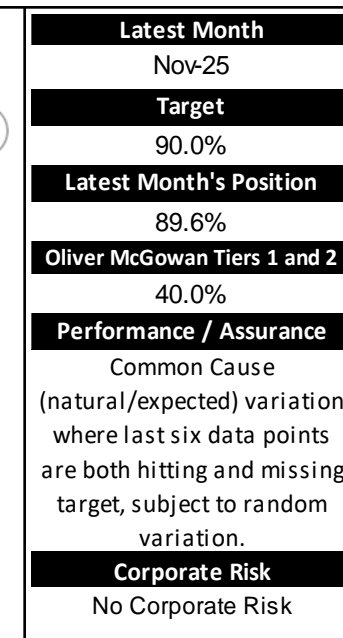 Latest Month
Nov-25
Target
90.0%
Latest Month's Position
89.6%
Oliver McGowan Tiers 1 and 2
40.0%
Performance / Assurance
Common Cause
(natural/expected) variation
where last six data points
are both hitting and missing
target, subject to random
variation.
Corporate Risk
No Corporate Risk